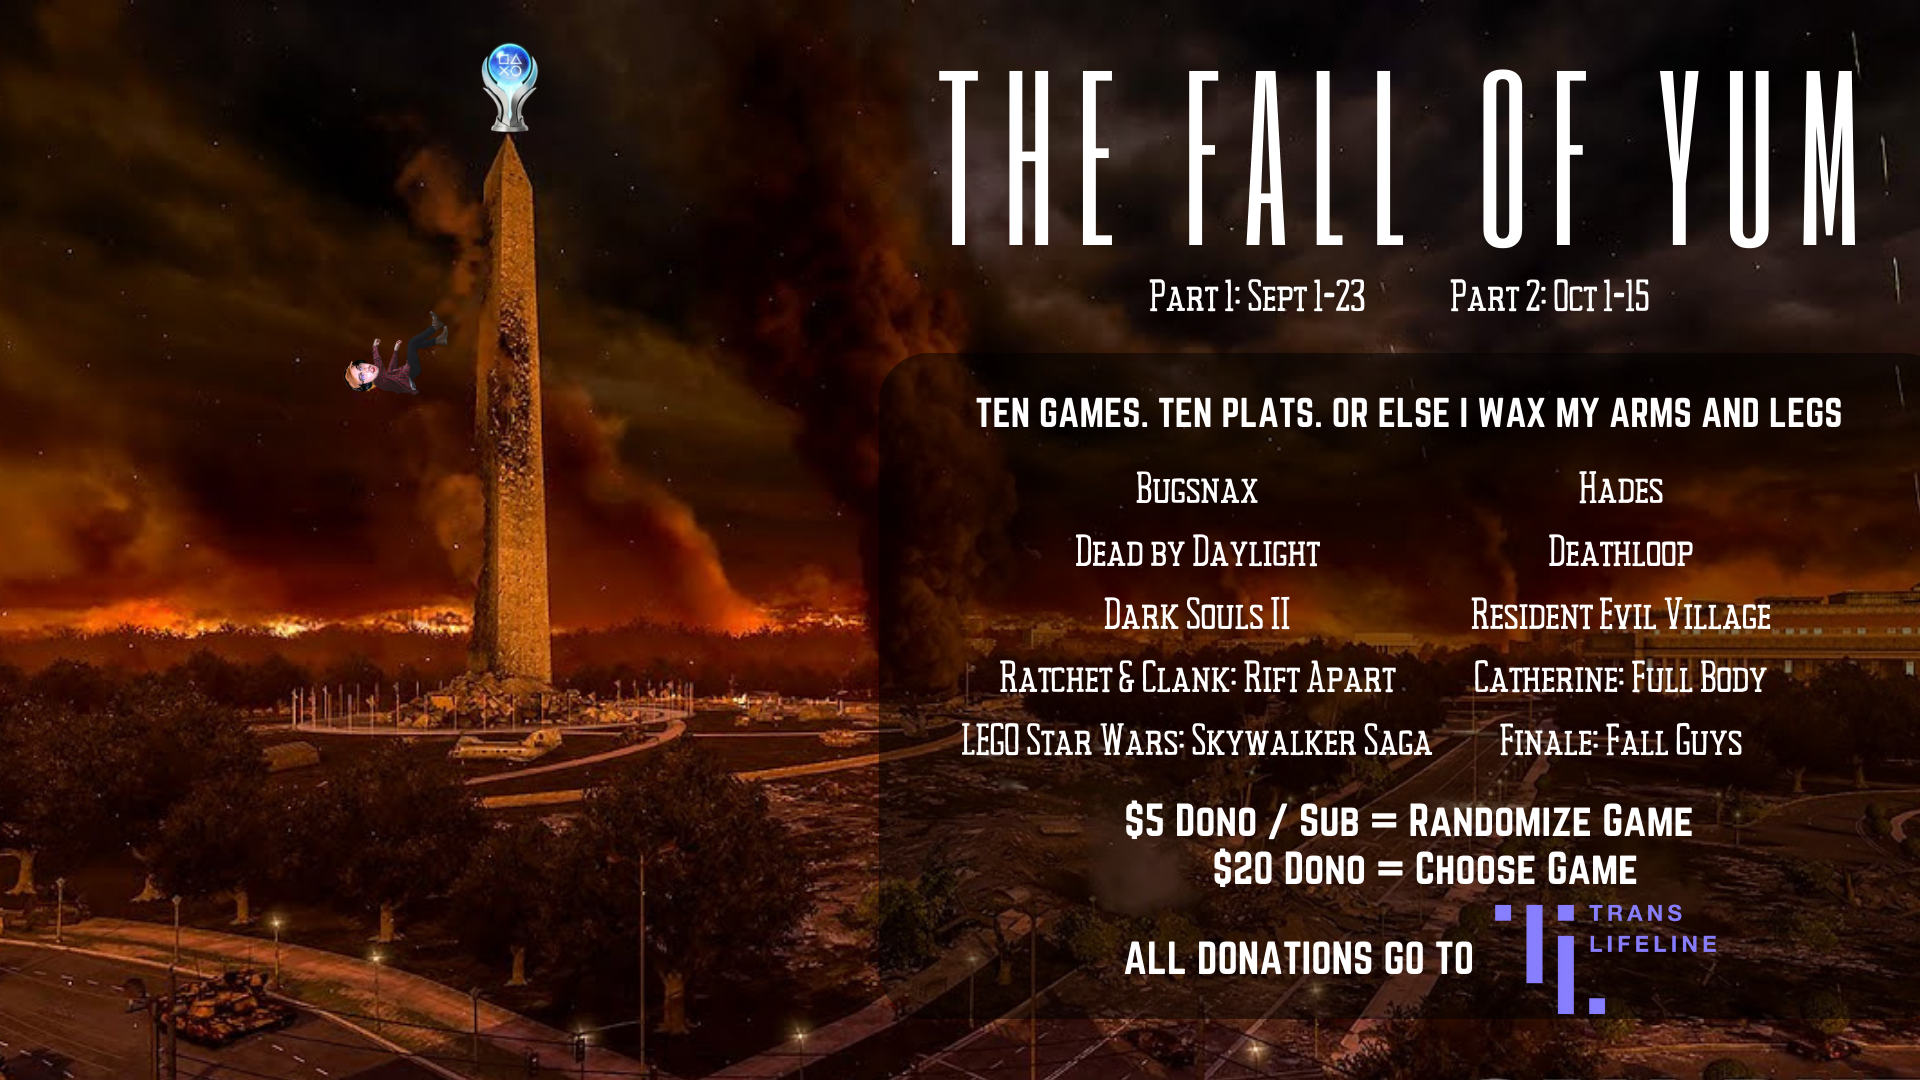 THE FALL OF YUM
Part 1: Sept 1-23 Part 2: Oct 1-15
TEN GAMES. TEN PLATS. OR ELSE I WAX MY ARMS AND LEGS
Bugsnax Hades
Dead by Daylight Deathloop
Dark Souls II Resident Evil Village
Ratchet & Clank: Rift Apart Catherine: Full Body
LEGO Star Wars: Skywalker Saga Finale: Fall Guys
$5 Dono / Sub = Randomize Game
$20 Dono = Choose Game
ALL DONATIONS GO TO
TRANS
LIFELINE